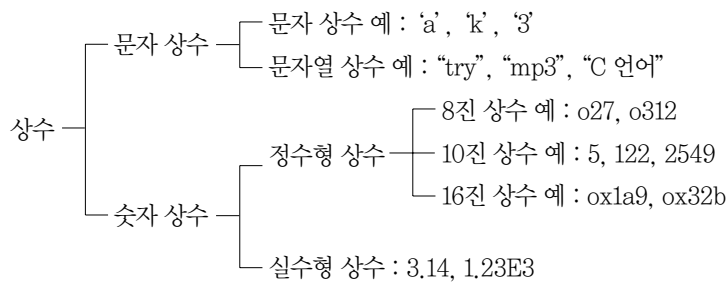 문자 상수 예 : ‘a’, ‘k’, ‘3’
문자 상수
문자열 상수 예 : “try”, “mp3”, “C 언어”
8진 상수 예 : o27, o312
상수
정수형 상수
10진 상수 예 : 5, 122, 2549
16진 상수 예 : ox1a9, ox32b
숫자 상수
실수형 상수 : 3.14, 1.23E3